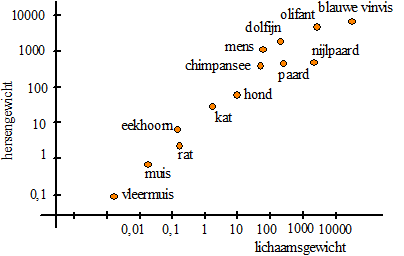 blauwe vinvis
olifant
dolfijn
mens
nijlpaard
chimpansee
paard
hond
kat
eekhoorn
rat
muis
vleermuis
hersengewicht
10000
1000
100
10
1
0,1
0,01 0,1 1 10 100 1000 10000
lichaamsgewicht